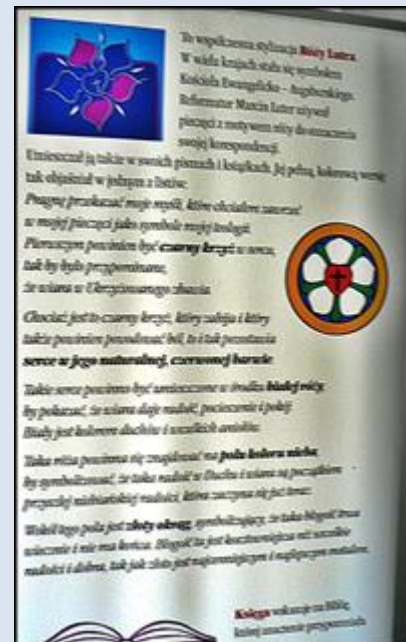 To współczesna stylizacja Róży Lutra.
W wielu krajach stała się symbolem
Kościoła Ewangelicko – Augsburskiego.
Reformator Marcin Luter używał
pieczęci z motywem róży do oznaczania
swojej korespondencji.
Umieszczał ją także w swoich pismach i książkach. Jej pełną, kolorową wersję
tak objaśniał w jednym z listów:
Pragnę przekazać moje myśli, które chciałem zawrzeć
w mojej pieczęci jako symbole mojej teologii.
Pierwszym powinien być czarny krzyż w sercu,
tak by było przypominane,
że wiara w Ukrzyżowanego zbawia.
Chociaż jest to czarny krzyż, który zabija i który
także powinien powodować ból, to i tak pozostawia
serce w jego naturalnej, czerwonej barwie.
Takie serce powinno być umieszczone w środku białej róży,
by pokazać, że wiara daje radość, pocieszenie i pokój.
Biały jest kolorem duchów i wszelkich aniołów.
Taka róża powinna się znajdować na polu koloru nieba,
by symbolizować, że taka radość w Duchu i wiara są początkiem
przyszłej niebiańskiej radości, która zaczyna się już teraz.
Wokół tego pola jest złoty okrąg, symbolizujący, że taka błogość trwa
wiecznie i nie ma końca. Błogość ta jest kosztowniejsza niż wszelkie
radości i dobra, tak jak złoto jest najcenniejszym i najlepszym metalem.
Księga wskazuje na Biblię,
której znaczenie przypomniała